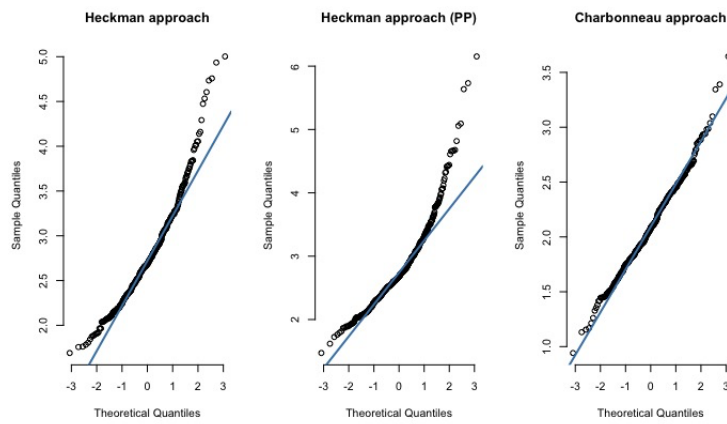 Heckman approach
Heckman approach (PP)
Charbonneau approach
Sample Quantiles
5.0
4.5
4.0
3.5
3.0
2.5
2.0
-3 -2 -1 0 1 2 3
Theoretical Quantiles
Sample Quantiles
6
5
4
3
2
-3 -2 -1 0 1 2 3
Theoretical Quantiles
Sample Quantiles
3.5
3.0
2.5
2.0
1.5
1.0
-3 -2 -1 0 1 2 3
Theoretical Quantiles